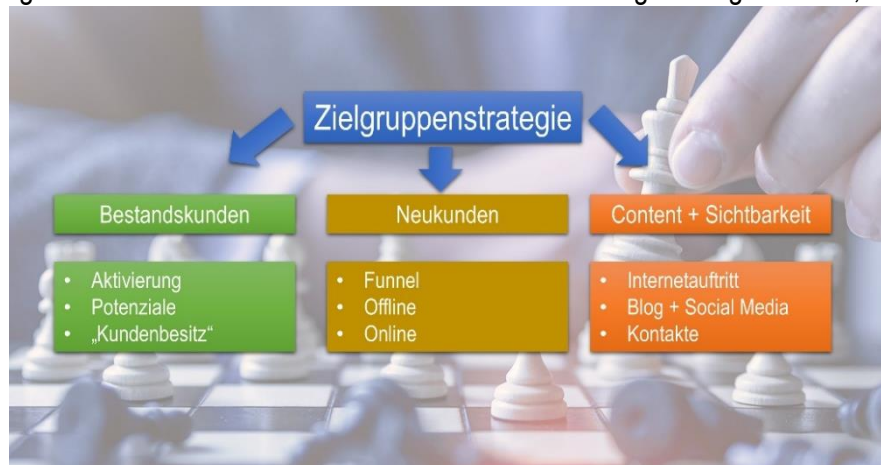 Zielgruppenstrategie
Bestandskunden
• Aktivierung
• Potenziale
• „Kundenbesitz“
Neukunden
• Funnel
• Offline
• Online
Content + Sichtbarkeit
• Internetauftritt
• Blog + Social Media
• Kontakte